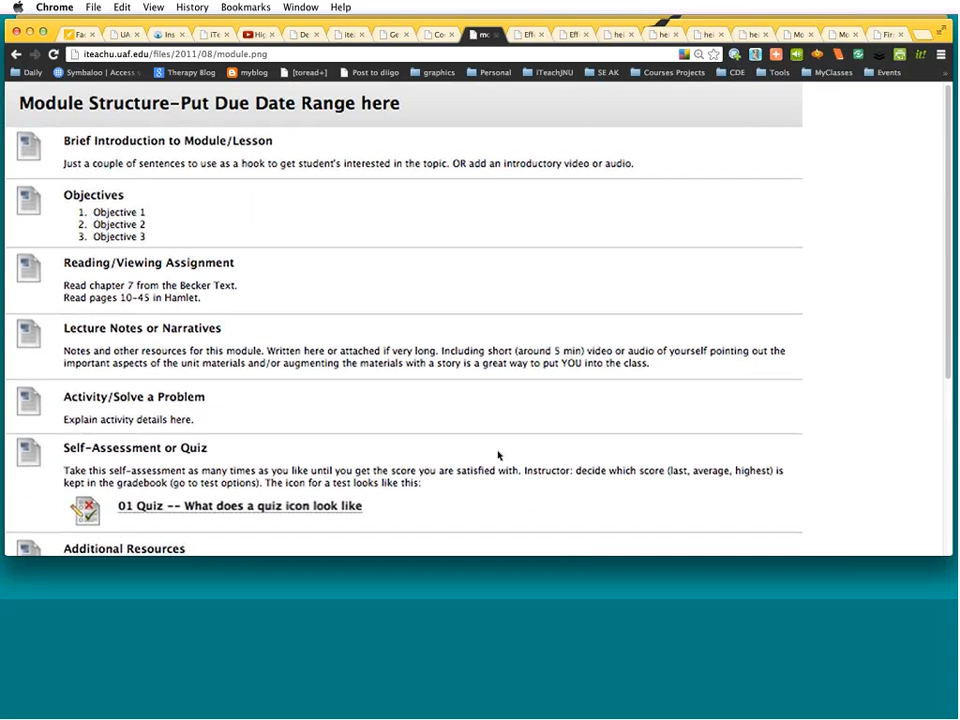 Chrome File Edit View History Bookmarks Window Help
iteachu.uaf.edu/files/2011/08/module.png
Daily Symbaloo | Access Therapy Blog myblog [toread+] Post to diigo graphics Personal ITeachJNU SE AK Courses Projects CDE Tools MyClasses Events
Module Structure-Put Due Date Range here
Brief Introduction to Module/Lesson
Just a couple of sentences to use as a hook to get student's interested in the topic. OR add an introductory video or audio.
Objectives
1. Objective 1
2. Objective 2
3. Objective 3
Reading/Viewing Assignment
Read chapter 7 from the Becker Text.
Read pages 10-45 in Hamlet.
Lecture Notes or Narratives
Notes and other resources for this module. Written here or attached if very long. Including short (around 5 min) video or audio of yourself pointing out the
important aspects of the unit materials and/or augmenting the materials with a story is a great way to put YOU into the class.
Activity/Solve a Problem
Explain activity details here.
Self-Assessment or Quiz
Take this self-assessment as many times as you like until you get the score you are satisfied with. Instructor: decide which score (last, average, highest) is
kept in the gradebook (go to test options). The icon for a test looks like this:
01 Quiz -- What does a quiz icon look like
Additional Resources